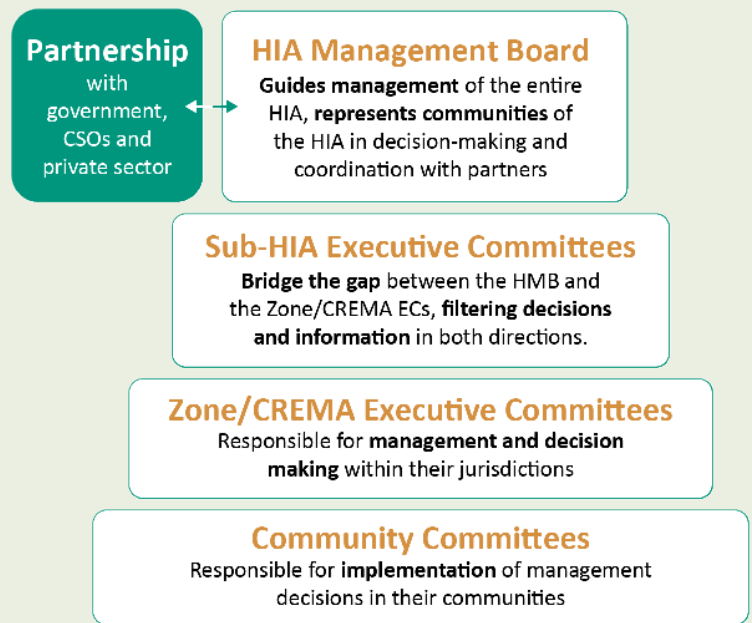 Partnership
with
government,
CSOs and
private sector
HIA Management Board
Guides management of the entire
HIA, represents communities of
the HIA in decision-making and
coordination with partners
Sub-HIA Executive Committees
Bridge the gap between the HMB and
the Zone/CREMA ECs, filtering decisions
and information in both directions.
Zone/CREMA Executive Committees
Responsible for management and decision
making within their jurisdictions
Community Committees
Responsible for implementation of management
decisions in their communities